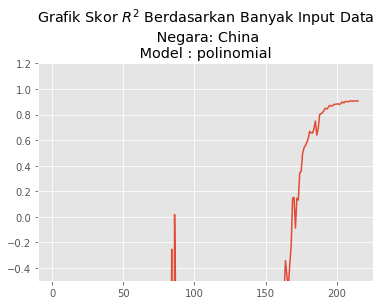 Grafik Skor R² Berdasarkan Banyak Input Data
Negara: China
Model : polinomial
1.2
1.0
0.8
0.6
0.4
0.2
0.0
−0.2
−0.4
0 50 100 150 200